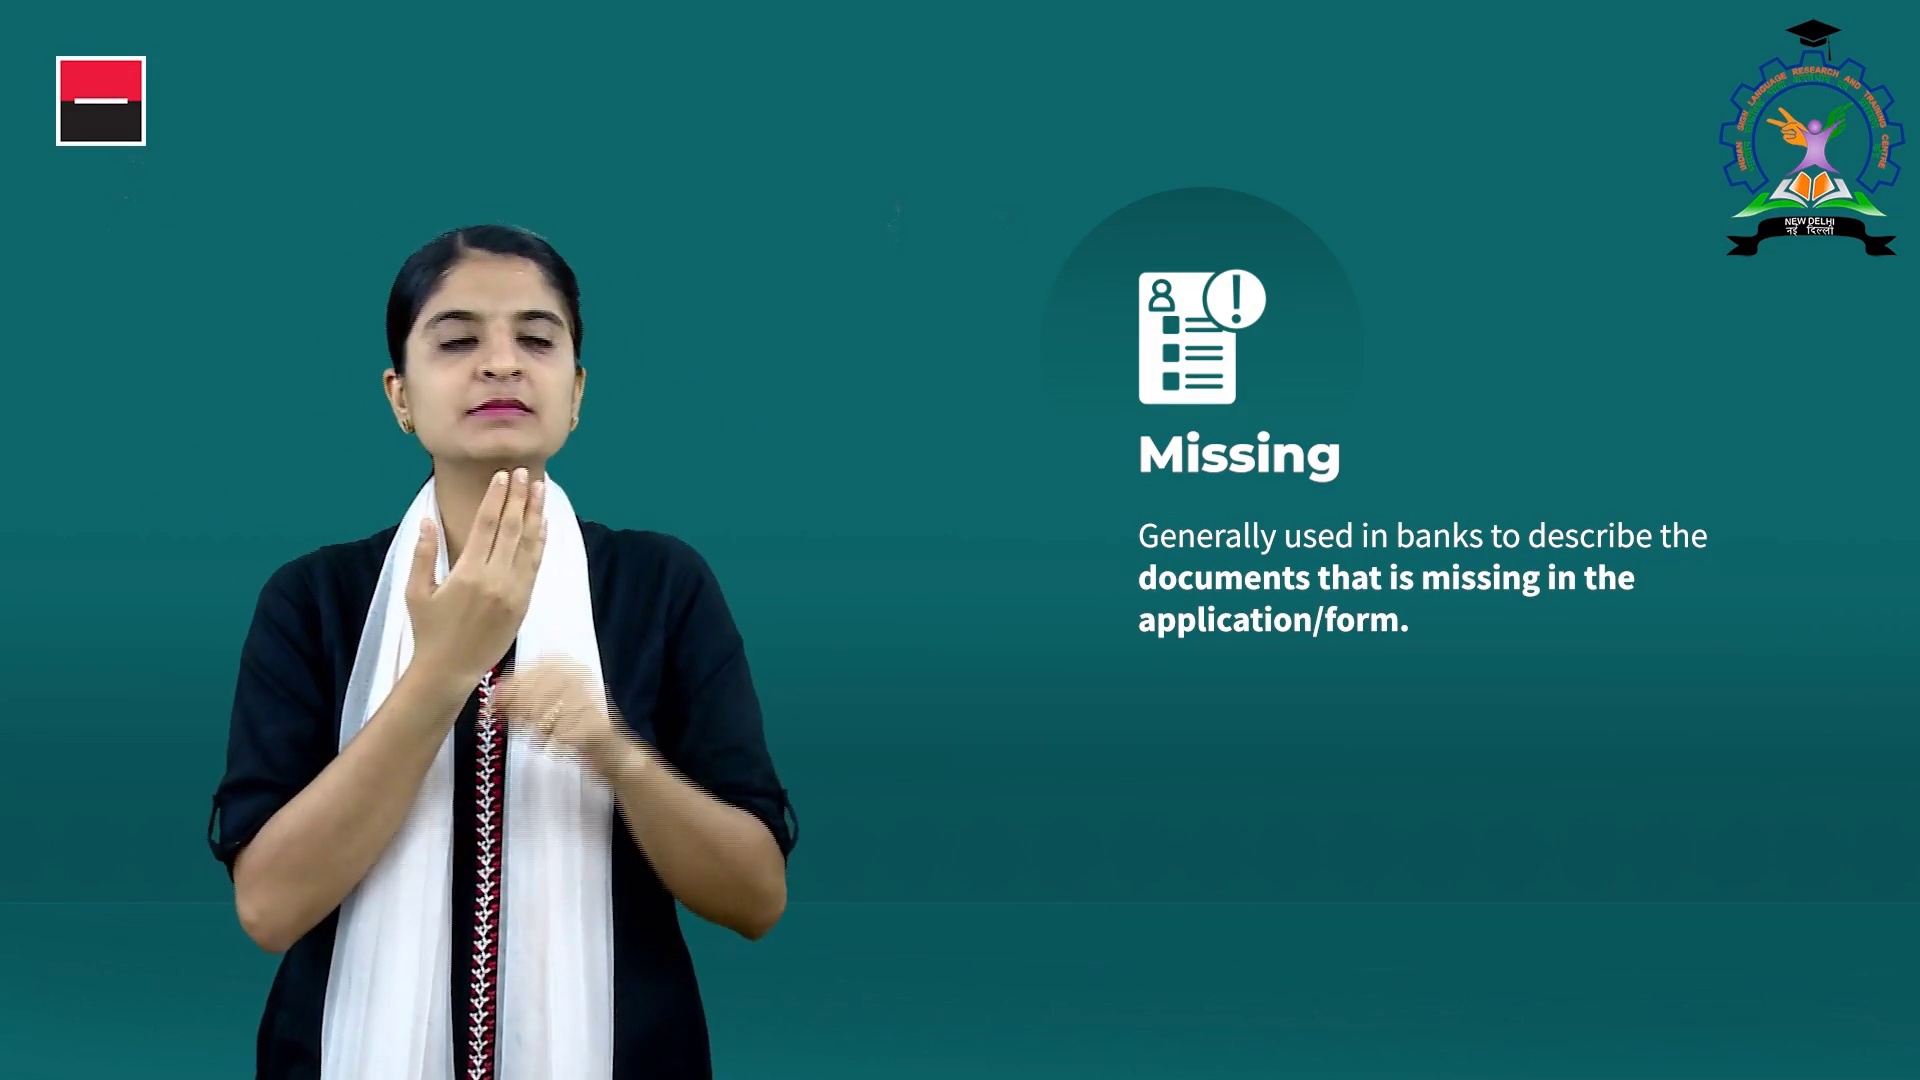 INDIAN SIGN LANGUAGE RESEARCH AND TRAINING CENTRE
NEW DELHI
नई दिल्ली
Missing
Generally used in banks to describe the
documents that is missing in the
application/form.